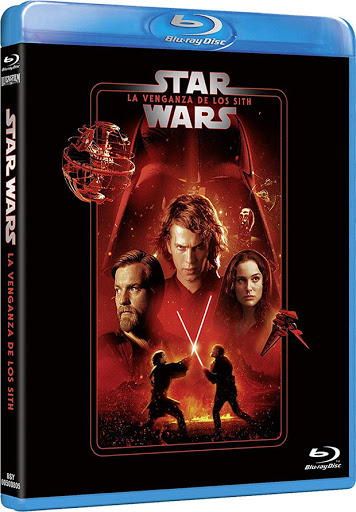 Blu-ray Disc
STAR
LA VENGANZA DE LOS SITH
WARS
Blu-ray Disc
STAR WARS
LA VENGANZA DE LOS SITH